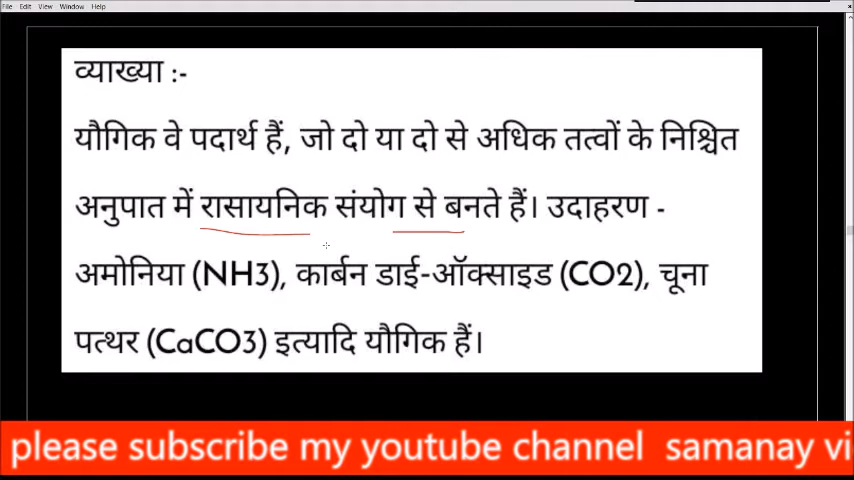 File Edit View Window Help
व्याख्या :-
यौगिक वे पदार्थ हैं, जो दो या दो से अधिक तत्वों के निश्चित
अनुपात में रासायनिक संयोग से बनते हैं। उदाहरण -
अमोनिया (NH3), कार्बन डाई-ऑक्साइड (CO2), चूना
पत्थर (CaCO3) इत्यादि यौगिक हैं।
please subscribe my youtube channel samanay vi